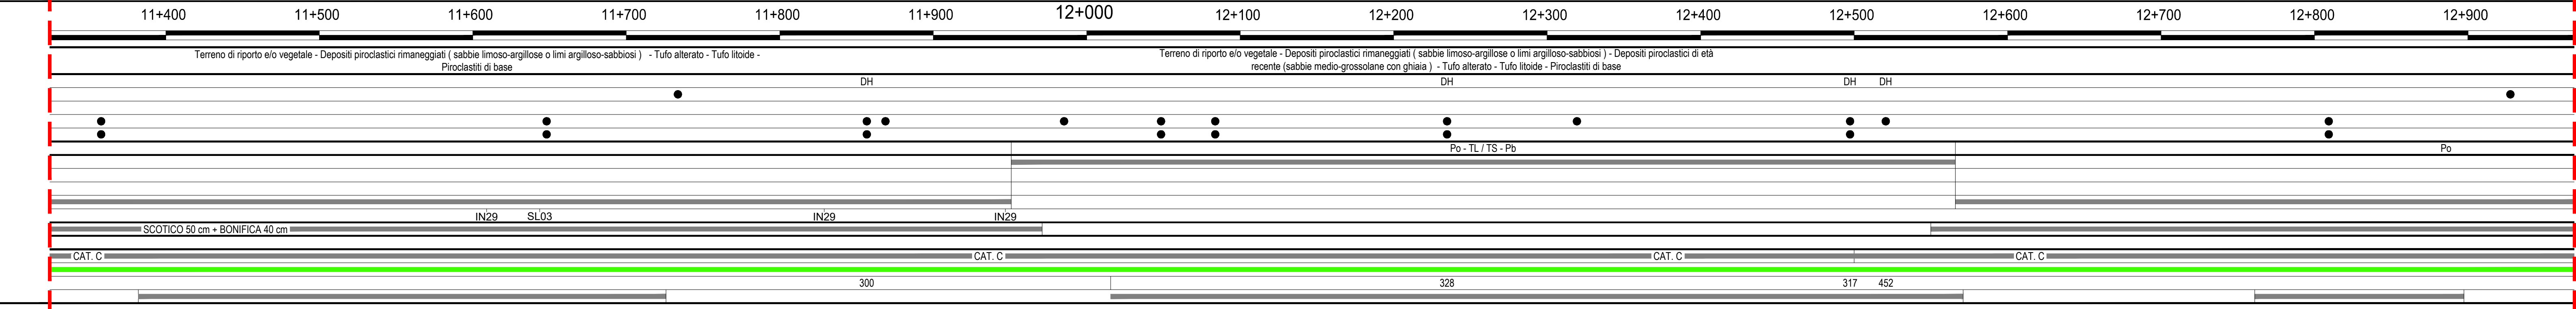 11+400 11+500 11+600 11+700 11+800 11+900 12+000 12+100 12+200 12+300 12+400 12+500 12+600 12+700 12+800 12+900
Terreno di riporto e/o vegetale - Depositi piroclastici rimaneggiati ( sabbie limoso-argillose o limi argilloso-sabbiosi ) - Tufo alterato - Tufo litoide -
Piroclastiti di base
Terreno di riporto e/o vegetale - Depositi piroclastici rimaneggiati ( sabbie limoso-argillose o limi argilloso-sabbiosi ) - Depositi piroclastici di età
recente (sabbie medio-grossolane con ghiaia ) - Tufo alterato - Tufo litoide - Piroclastiti di base
DH DH DH DH
Po - TL / TS - Pb Po
IN29 SL03 IN29 IN29
SCOTICO 50 cm + BONIFICA 40 cm
CAT. C CAT. C CAT. C CAT. C
300 328 317 452